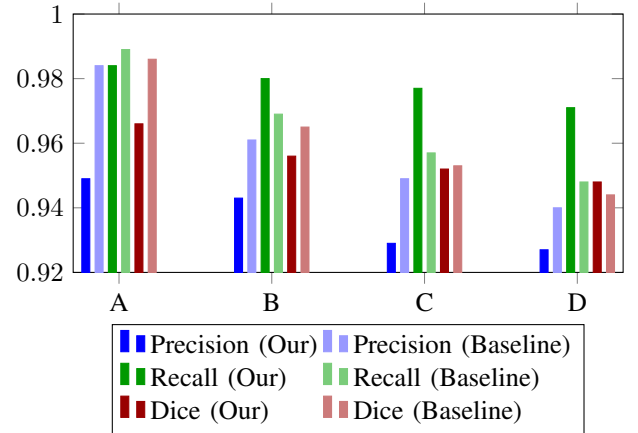 1
0.98
0.96
0.94
0.92
A B C D
Precision (Our) Precision (Baseline)
Recall (Our) Recall (Baseline)
Dice (Our) Dice (Baseline)